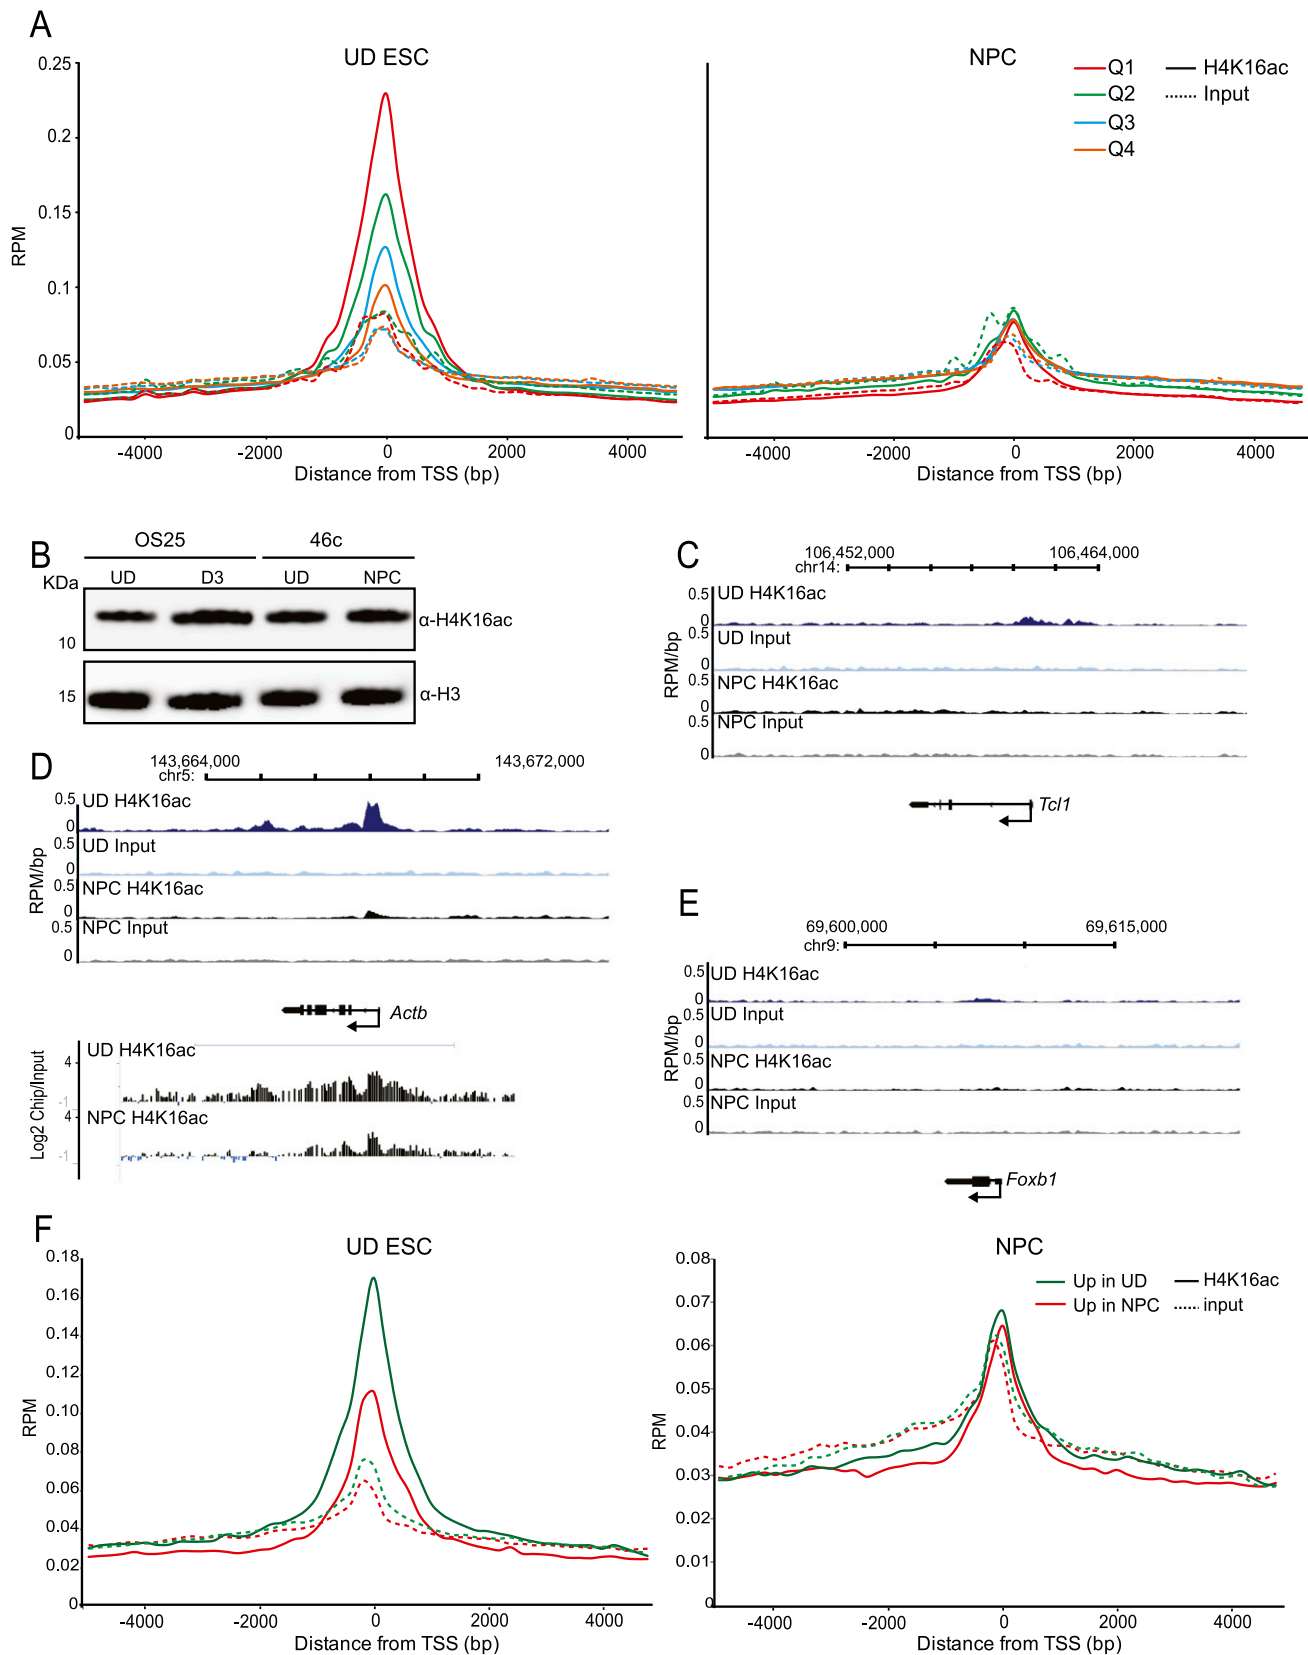 A
UD ESC
NPC
Q1
H4K16ac
Q2
Input
Q3
Q4
0.25
0.2
0.15
0.1
0.05
0
RPM
-4000
-2000
0
2000
4000
Distance from TSS (bp)
-4000
-2000
0
2000
4000
Distance from TSS (bp)
B
OS25
46c
KDa
UD
D3
UD
NPC
α-H4K16ac
10
15
α-H3
C
106,452,000
106,464,000
chr14:
RPM/bp
0.5
UD H4K16ac
0
0.5
UD Input
0
NPC H4K16ac
0.5
0
0.5
NPC Input
0
Tcl1
D
143,664,000
143,672,000
chr5:
RPM/bp
0.5
UD H4K16ac
0
0.5
UD Input
0
0.5
NPC H4K16ac
0
0.5
NPC Input
0
Actb
Log2 Chip/Input
UD H4K16ac
4
-1
4
NPC H4K16ac
-1
E
69,600,000
69,615,000
chr9:
RPM/bp
0.5
UD H4K16ac
0
0.5
UD Input
0
0.5
NPC H4K16ac
0
0.5
NPC Input
0
Foxb1
F
UD ESC
0.18
0.16
0.14
0.12
0.10
0.08
0.06
0.04
0.02
0
RPM
-4000
-2000
0
2000
4000
Distance from TSS (bp)
NPC
Up in UD
H4K16ac
Up in NPC
input
0.08
0.07
0.06
0.05
0.04
0.03
0.02
0.01
0
RPM
-4000
-2000
0
2000
4000
Distance from TSS (bp)